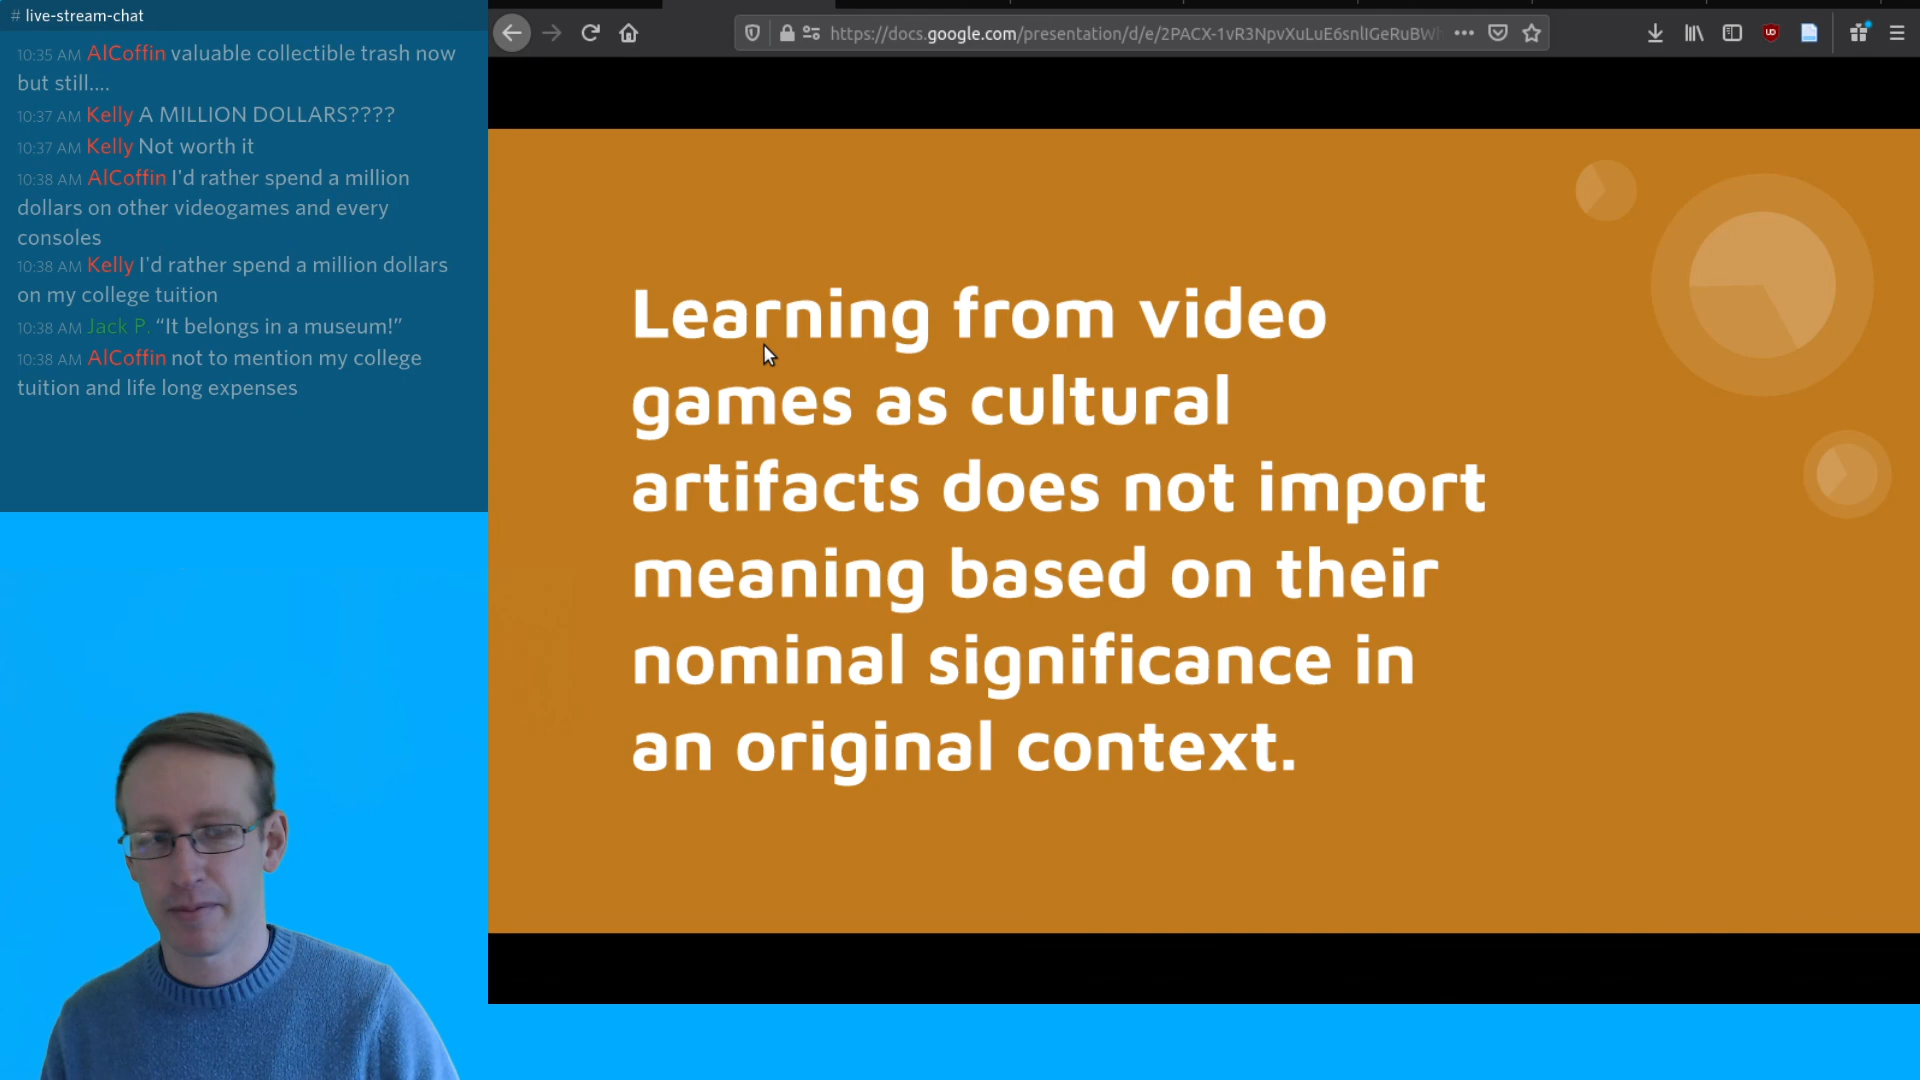 # live-stream-chat
10:35 AM AlCoffin valuable collectible trash now
but still....
10:37 AM Kelly A MILLION DOLLARS????
10:37 AM Kelly Not worth it
10:38 AM AlCoffin I'd rather spend a million
dollars on other videogames and every
consoles
10:38 AM Kelly I'd rather spend a million dollars
on my college tuition
10:38 AM Jack P. “It belongs in a museum!”
10:38 AM AlCoffin not to mention my college
tuition and life long expenses
https://docs.google.com/presentation/d/e/2PACX-1vR3NpvXuLuE6snlIGeRuBW
Learning from video
games as cultural
artifacts does not import
meaning based on their
nominal significance in
an original context.